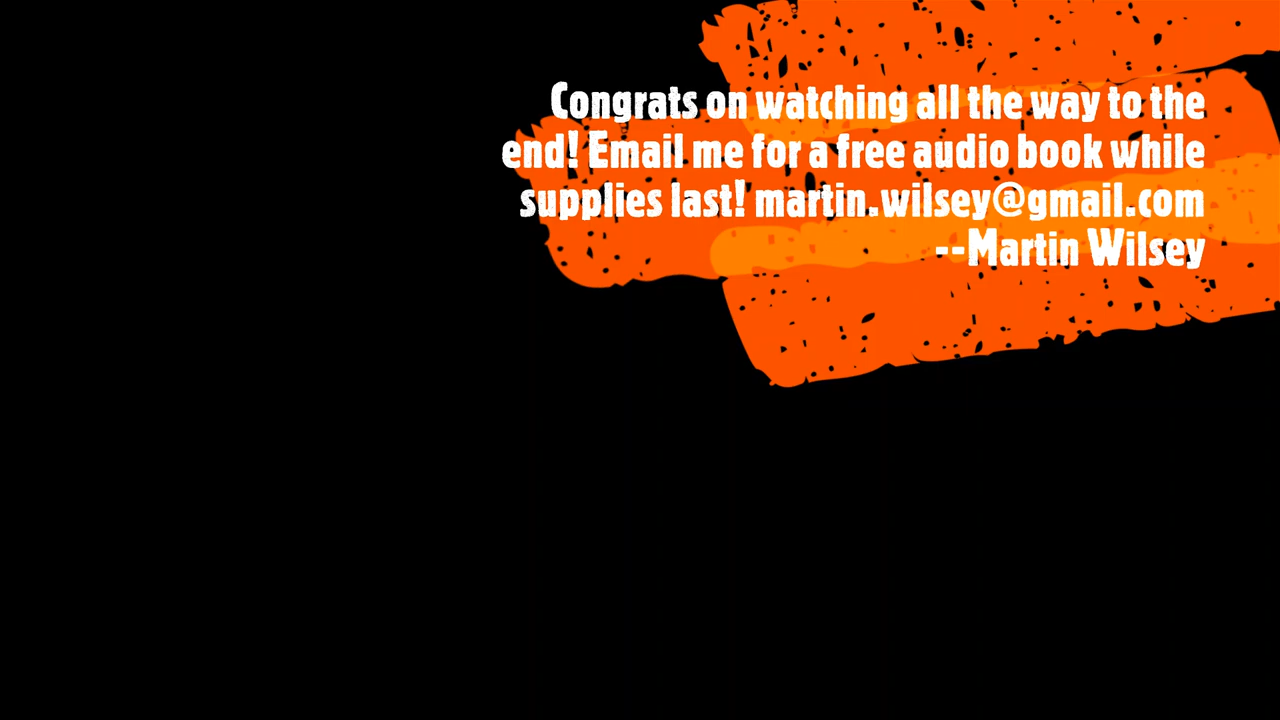 Congrats on watching all the way to the
end! Email me for a free audio book while
supplies last! martin.wilsey@gmail.com
--Martin Wilsey